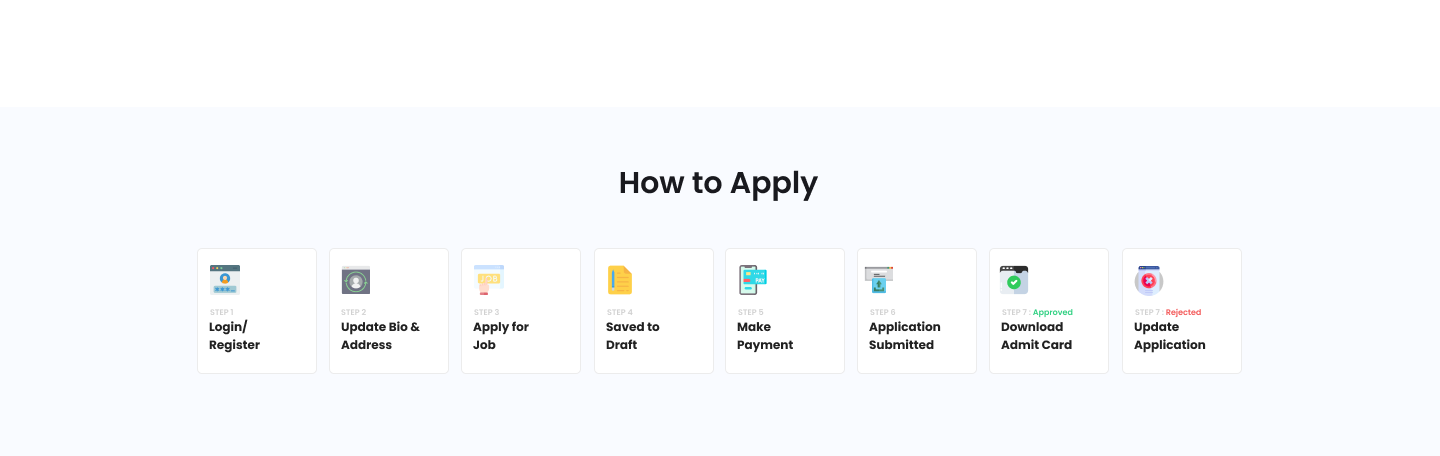 How to Apply
STEP 1
Login/
Register
STEP 2
Update Bio &
Address
JOB
STEP 3
Apply for
Job
STEP 4
Saved to
Draft
PAY
STEP 5
Make
Payment
STEP 6
Application
Submitted
STEP 7 : Approved
Download
Admit Card
STEP 7 : Rejected
Update
Application